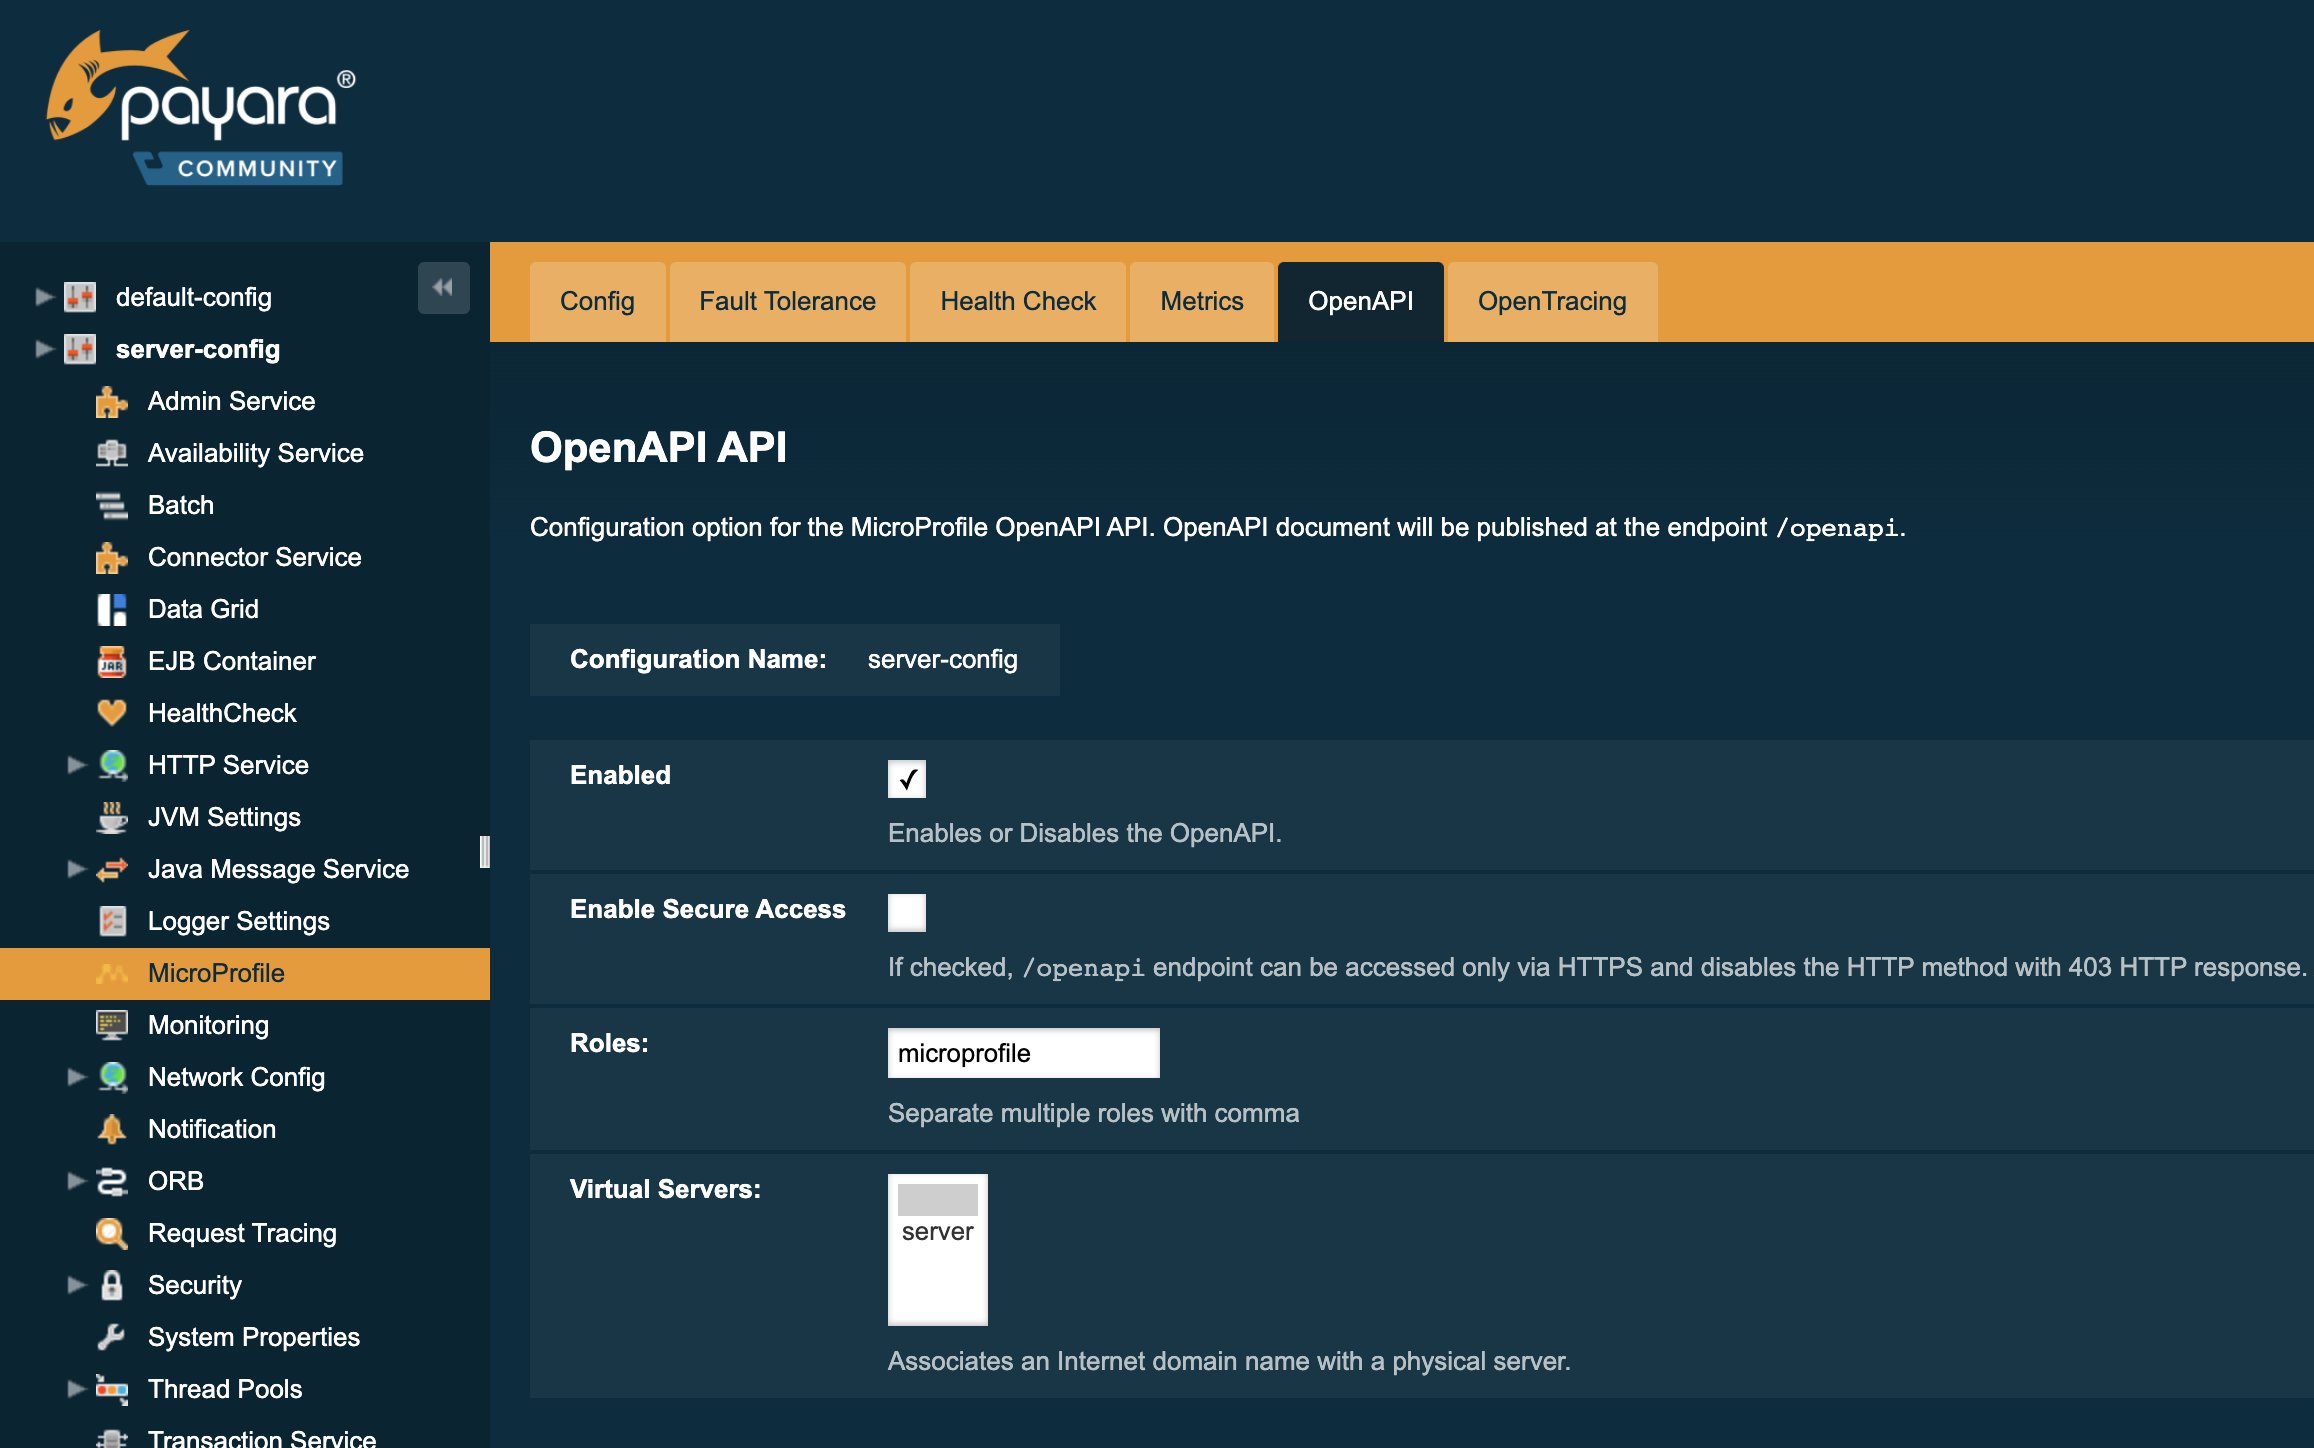 payara®
COMMUNITY
default-config
server-config
Admin Service
Availability Service
Batch
Connector Service
Data Grid
JAR
EJB Container
HealthCheck
HTTP Service
JVM Settings
Java Message Service
Logger Settings
MicroProfile
Monitoring
Network Config
Notification
ORB
Request Tracing
Security
System Properties
Thread Pools
Transaction Service
Config Fault Tolerance Health Check Metrics OpenAPI OpenTracing
OpenAPI API
Configuration option for the MicroProfile OpenAPI API. OpenAPI document will be published at the endpoint /openapi.
Configuration Name: server-config
Enabled
Enables or Disables the OpenAPI.
Enable Secure Access
If checked, /openapi endpoint can be accessed only via HTTPS and disables the HTTP method with 403 HTTP response.
Roles: microprofile
Separate multiple roles with comma
Virtual Servers:
server
Associates an Internet domain name with a physical server.